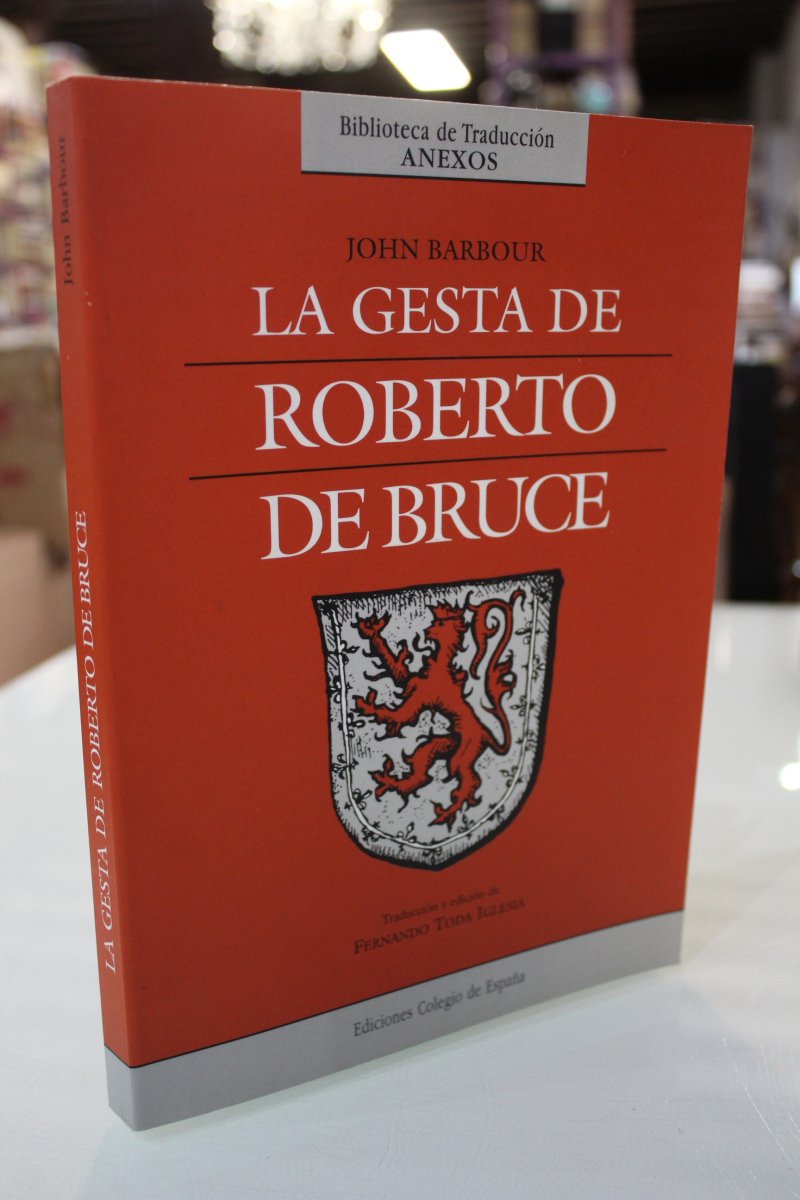 Biblioteca de Traducción
ANEXOS
JOHN BARBOUR
LA GESTA DE
ROBERTO
DE BRUCE
Traducción y edición de
FERNANDO TODA IGLESIA
Ediciones Colegio de España
John Barbour
LA GESTA DE ROBERTO DE BRUCE